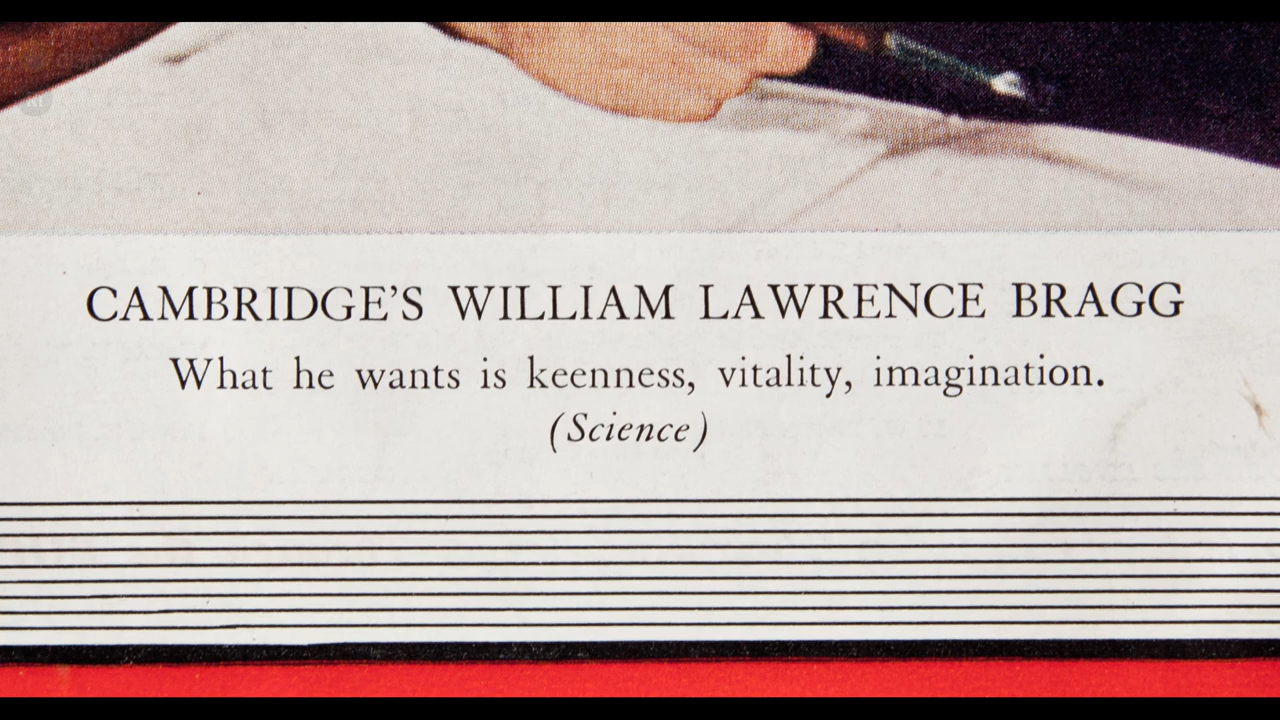 CAMBRIDGE'S WILLIAM LAWRENCE BRAGG
What he wants is keenness, vitality, imagination.
(Science)